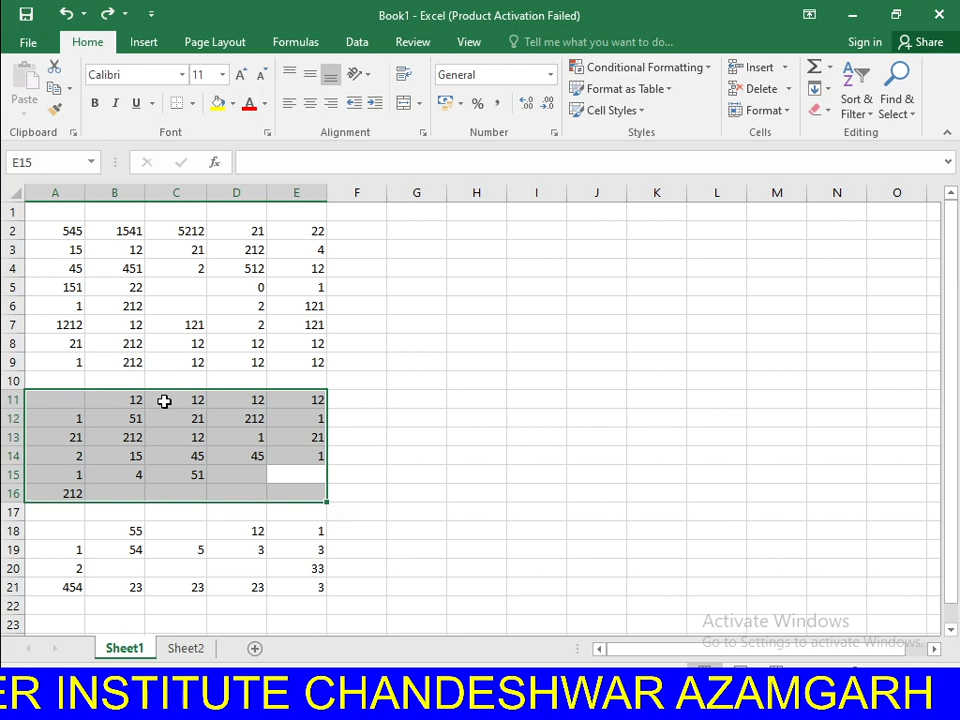 Book1 - Excel (Product Activation Failed)
File Home Insert Page Layout Formulas Data Review View Tell me what you want to do... Sign in Share
Paste Calibri 11 General Conditional Formatting Format as Table Cell Styles Insert Delete Format Sort & Filter Find & Select
B I U A %
Clipboard Font Alignment Number Styles Cells Editing
E15 fx
A B C D E F G H I J K L M N O
1
2 545 1541 5212 21 22
3 15 12 21 212 4
4 45 451 2 512 12
5 151 22 0 1
6 1 212 2 121
7 1212 12 121 2 121
8 21 212 12 12 12
9 1 212 12 12 12
10
11 12 12 12 12
12 1 51 21 212 1
13 21 212 12 1 21
14 2 15 45 45 1
15 1 4 51
16 212
17
18 55 12 1
19 1 54 5 3 3
20 2 33
21 454 23 23 23 3
22
23
Activate Windows
Go to Settings to activate Windows.
Sheet1 Sheet2
ER INSTITUTE CHANDESHWAR AZAMGARH